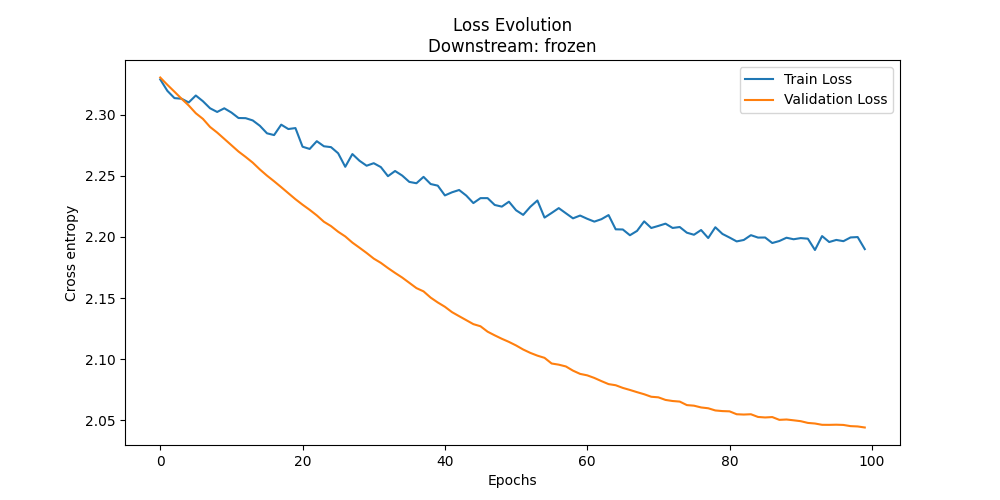 Loss Evolution
Downstream: frozen
Train Loss
Validation Loss
Cross entropy
2.30
2.25
2.20
2.15
2.10
2.05
0 20 40 60 80 100
Epochs